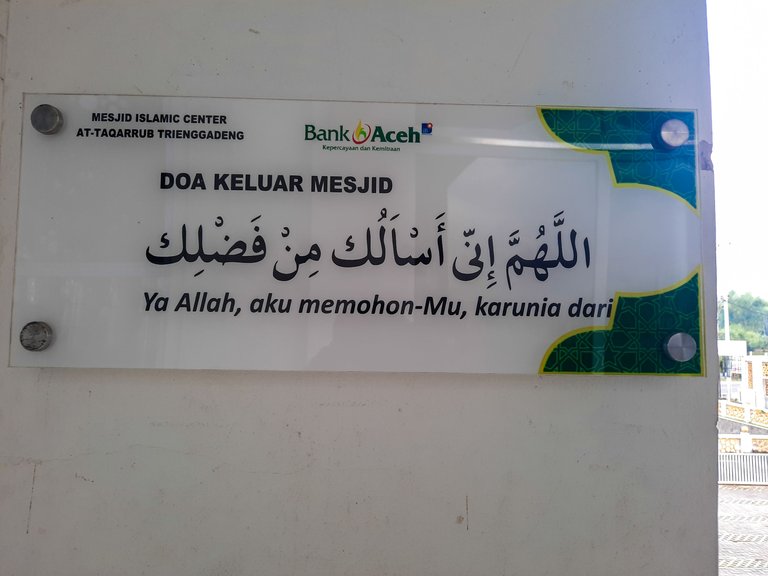 MESJID ISLAMIC CENTER
AT-TAQARRUB TRIENGGADENG
Bank Aceh
Kepercayaan dan Kemitraan
DOA KELUAR MESJID
اللَّهُمَّ إِنِّى أَسْاَلُك مِنْ فَضْلِك
Ya Allah, aku memohon-Mu, karunia dari